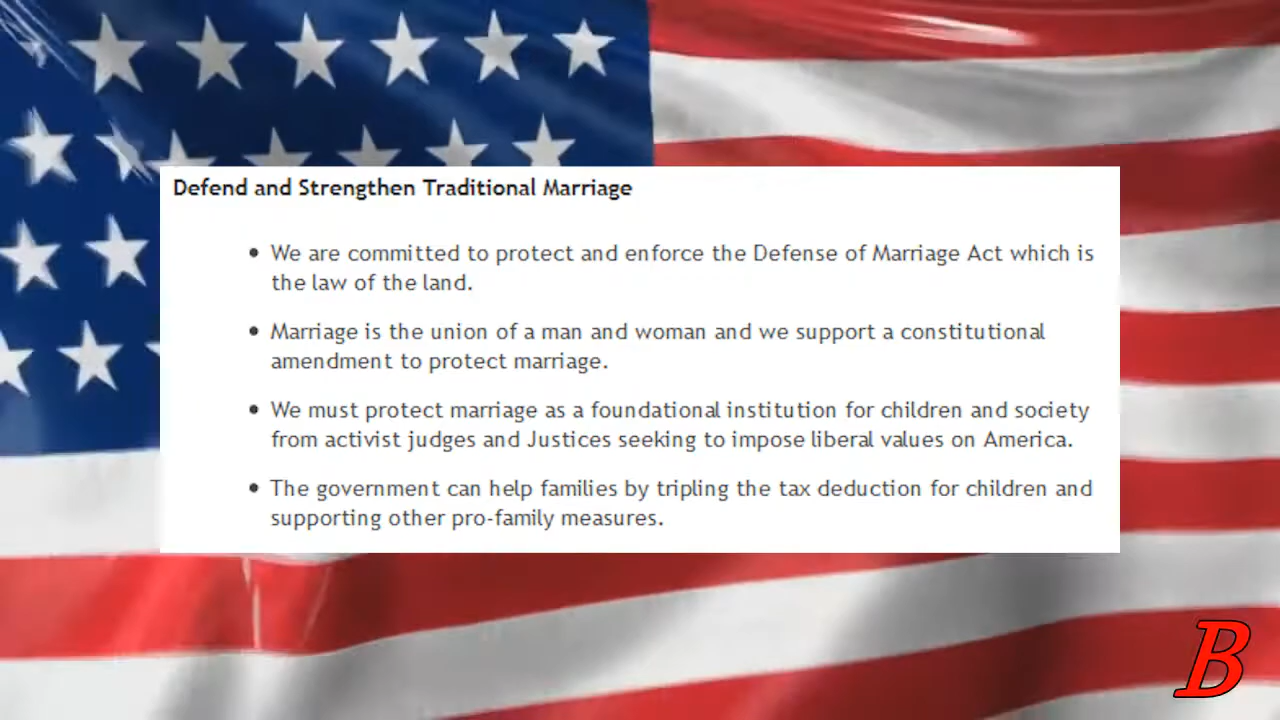 Defend and Strengthen Traditional Marriage
• We are committed to protect and enforce the Defense of Marriage Act which is
the law of the land.
• Marriage is the union of a man and woman and we support a constitutional
amendment to protect marriage.
• We must protect marriage as a foundational institution for children and society
from activist judges and Justices seeking to impose liberal values on America.
• The government can help families by tripling the tax deduction for children and
supporting other pro-family measures.
B